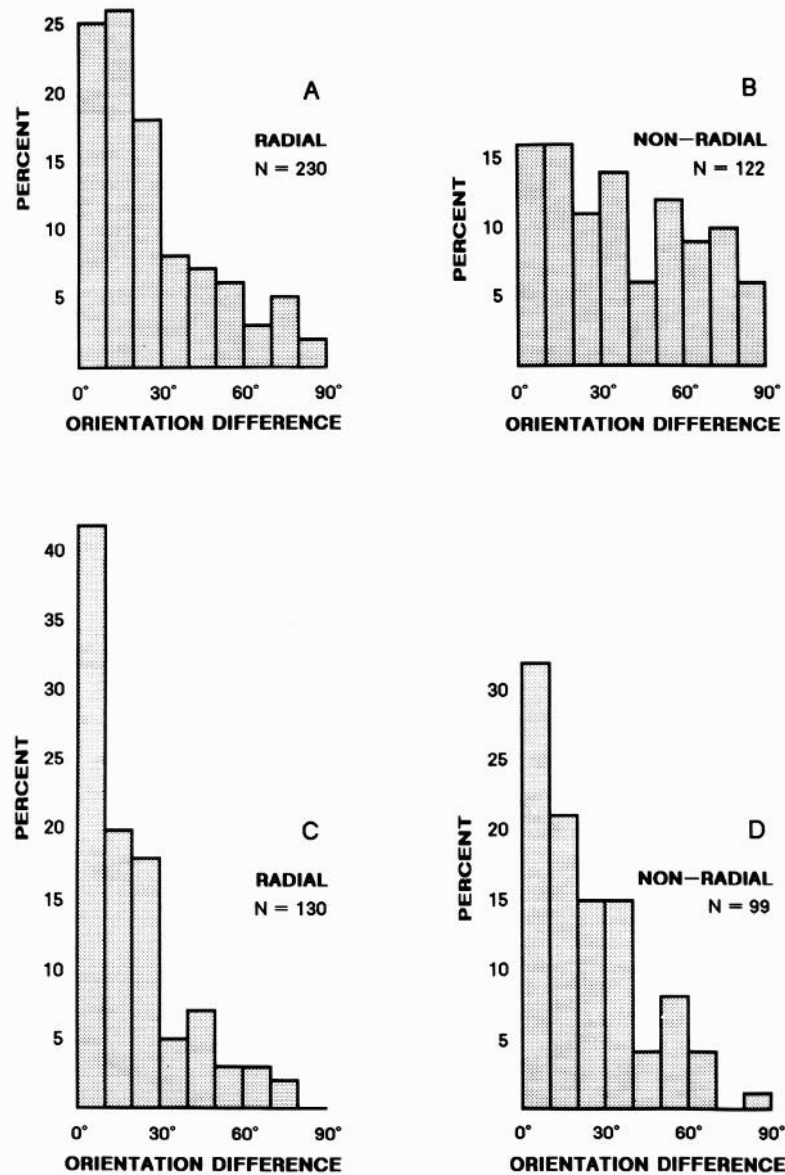 25
20
15
10
5
PERCENT
A
RADIAL
N = 230
0° 30° 60° 90°
ORIENTATION DIFFERENCE
15
10
5
PERCENT
B
NON—RADIAL
N = 122
0° 30° 60° 90°
ORIENTATION DIFFERENCE
40
35
30
25
20
15
10
5
PERCENT
C
RADIAL
N = 130
0° 30° 60° 90°
ORIENTATION DIFFERENCE
30
25
20
15
10
5
PERCENT
D
NON—RADIAL
N = 99
0° 30° 60° 90°
ORIENTATION DIFFERENCE